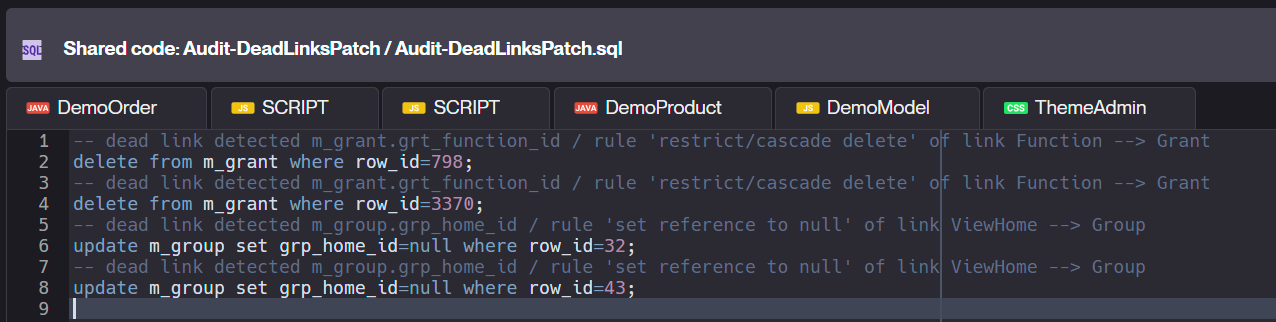 SQL Shared code: Audit-DeadLinksPatch / Audit-DeadLinksPatch.sql
JAVA DemoOrder JS SCRIPT JS SCRIPT JAVA DemoProduct JS DemoModel CSS ThemeAdmin
1 -- dead link detected m_grant.grt_function_id / rule 'restrict/cascade delete' of link Function --> Grant
2 delete from m_grant where row_id=798;
3 -- dead link detected m_grant.grt_function_id / rule 'restrict/cascade delete' of link Function --> Grant
4 delete from m_grant where row_id=3370;
5 -- dead link detected m_group.grp_home_id / rule 'set reference to null' of link ViewHome --> Group
6 update m_group set grp_home_id=null where row_id=32;
7 -- dead link detected m_group.grp_home_id / rule 'set reference to null' of link ViewHome --> Group
8 update m_group set grp_home_id=null where row_id=43;
9